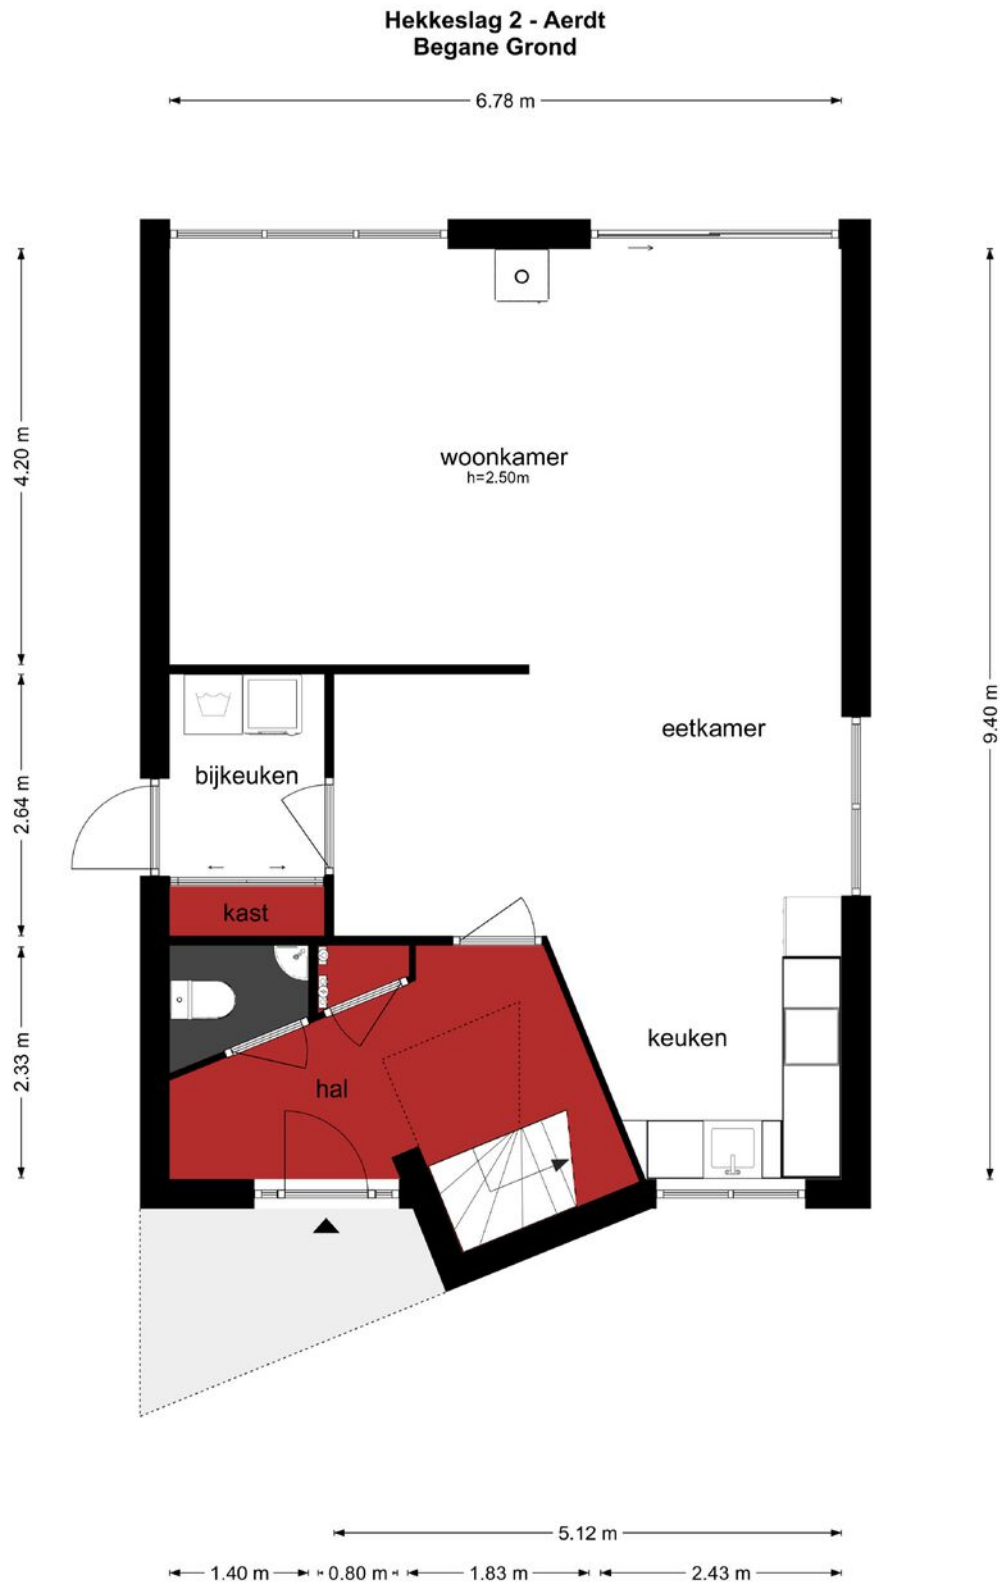 Hekkeslag 2 - Aerdt
Begane Grond
6.78 m
4.20 m
woonkamer
h=2.50m
9.40 m
eetkamer
2.64 m
bijkeuken
kast
2.33 m
keuken
hal
5.12 m
1.40 m
0.80 m
1.83 m
2.43 m